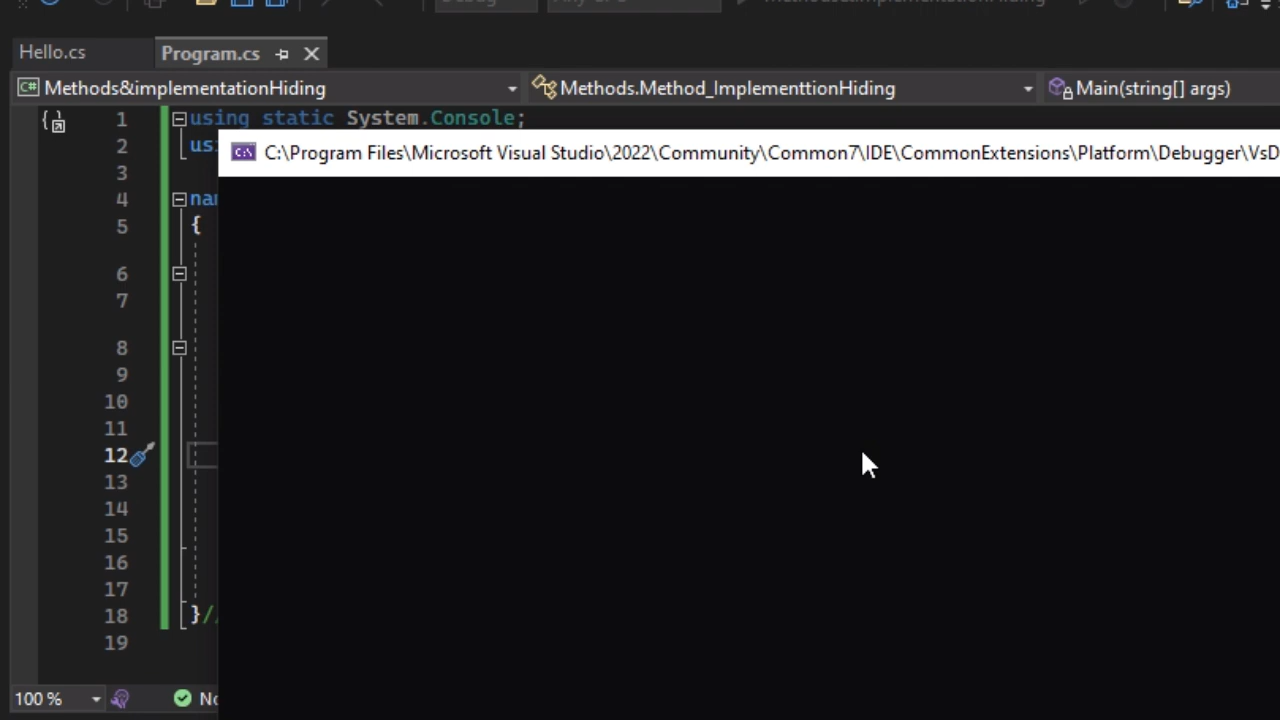 Hello.cs
Program.cs
C# Methods&implementationHiding
Methods.Method_ImplementtionHiding
Main(string[] args)
1 using static System.Console;
2
C:\Program Files\Microsoft Visual Studio\2022\Community\Common7\IDE\CommonExtensions\Platform\Debugger\VsD
3
4
5 {
6
7
8
9
10
11
12
13
14
15
16
17
18 }//
19
100 %